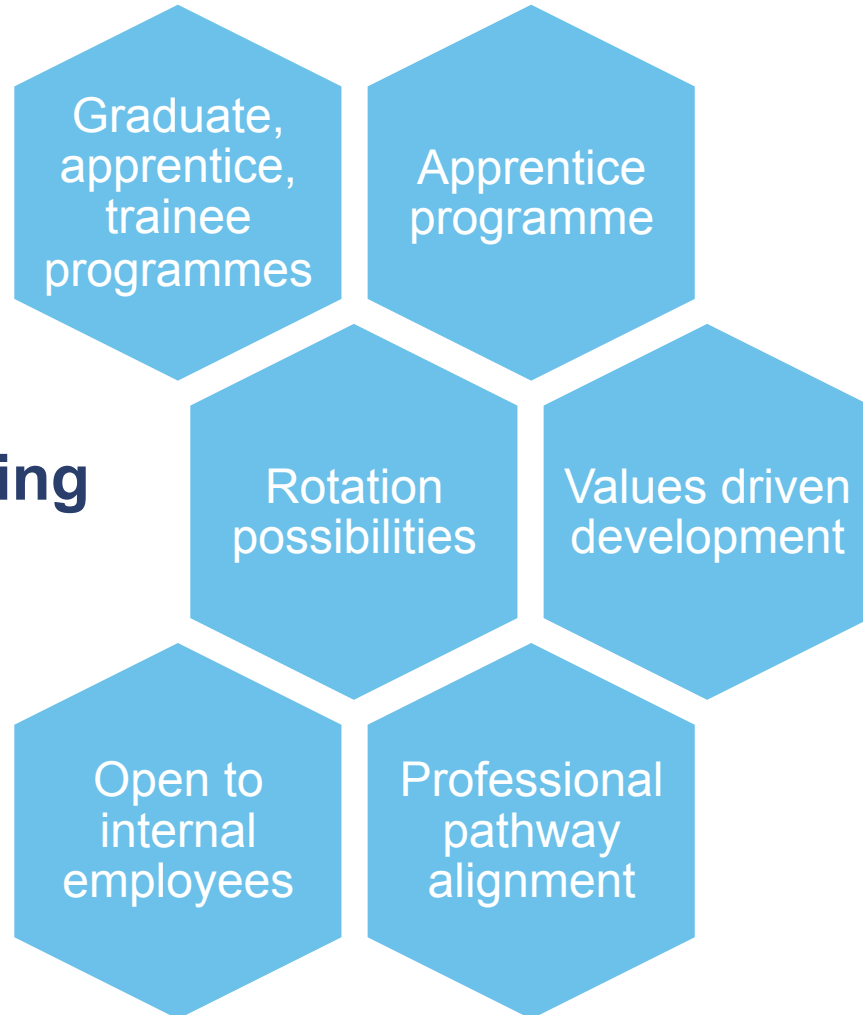 Graduate,
apprentice,
trainee
programmes
Apprentice
programme
ing
Rotation
possibilities
Values driven
development
Open to
internal
employees
Professional
pathway
alignment